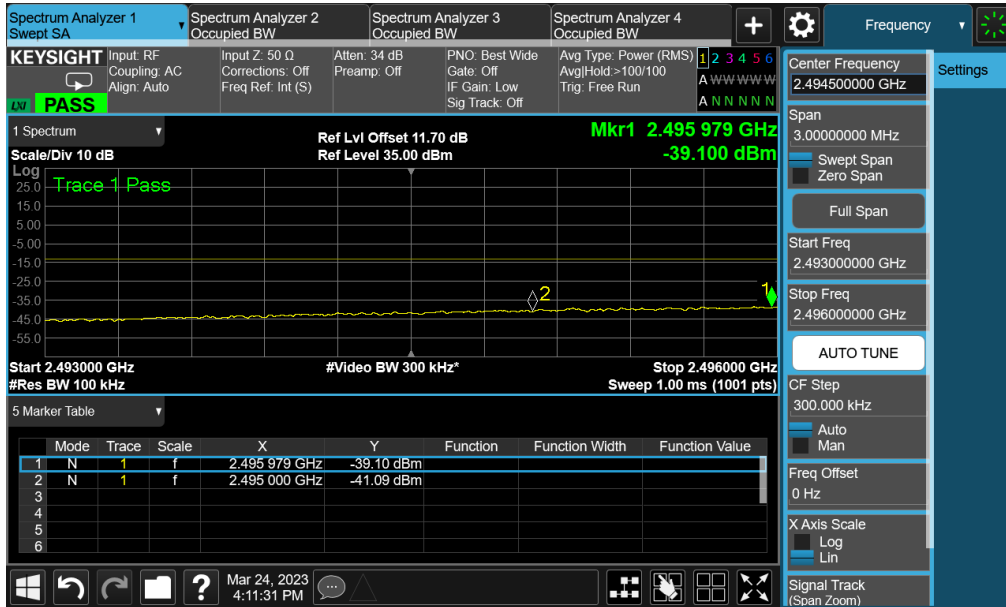 Spectrum Analyzer 1
Swept SA
Spectrum Analyzer 2
Occupied BW
Spectrum Analyzer 3
Occupied BW
Spectrum Analyzer 4
Occupied BW
+
Frequency
KEYSIGHT
LXI PASS
Input: RF
Coupling: AC
Align: Auto
Input Z: 50 Ω
Corrections: Off
Freq Ref: Int (S)
Atten: 34 dB
Preamp: Off
PNO: Best Wide
Gate: Off
IF Gain: Low
Sig Track: Off
Avg Type: Power (RMS)
Avg|Hold:>100/100
Trig: Free Run
1 2 3 4 5 6
A W W W W W
A N N N N N
1 Spectrum
Scale/Div 10 dB
Ref Lvl Offset 11.70 dB
Ref Level 35.00 dBm
Mkr1 2.495 979 GHz
-39.100 dBm
Log
Trace 1 Pass
25.0
15.0
5.00
-5.00
-15.0
-25.0
-35.0
-45.0
-55.0
2
1
Start 2.493000 GHz
#Res BW 100 kHz
#Video BW 300 kHz*
Stop 2.496000 GHz
Sweep 1.00 ms (1001 pts)
5 Marker Table
Mode Trace Scale X Y Function Function Width Function Value
1 N 1 f 2.495 979 GHz -39.10 dBm
2 N 1 f 2.495 000 GHz -41.09 dBm
3
4
5
6
Mar 24, 2023
4:11:31 PM
?
Center Frequency
2.494500000 GHz
Span
3.00000000 MHz
Swept Span
Zero Span
Full Span
Start Freq
2.493000000 GHz
Stop Freq
2.496000000 GHz
AUTO TUNE
CF Step
300.000 kHz
Auto
Man
Freq Offset
0 Hz
X Axis Scale
Log
Lin
Signal Track
(Span Zoom)
Settings